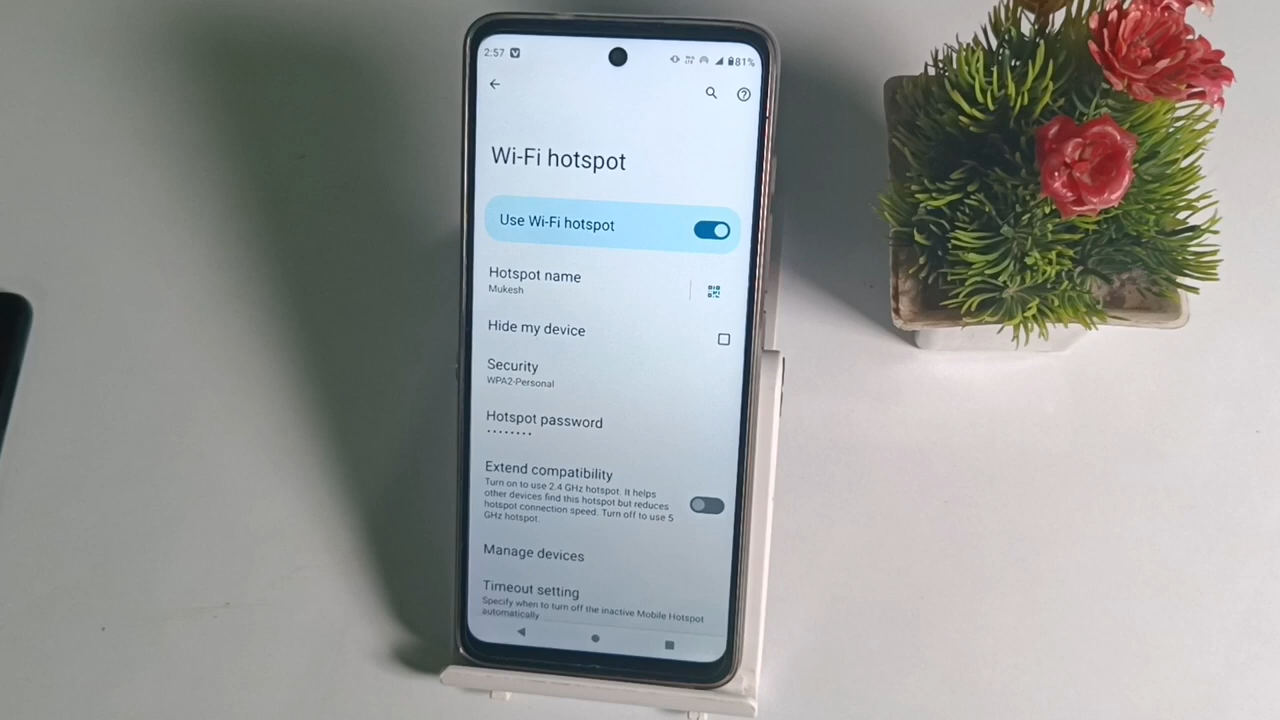 2:57
81%
Wi-Fi hotspot
Use Wi-Fi hotspot
Hotspot name
Mukesh
Hide my device
Security
WPA2-Personal
Hotspot password
Extend compatibility
Turn on to use 2.4 GHz hotspot. It helps
other devices find this hotspot but reduces
hotspot connection speed. Turn off to use 5
GHz hotspot.
Manage devices
Timeout setting
Specify when to turn off the inactive Mobile Hotspot
automatically